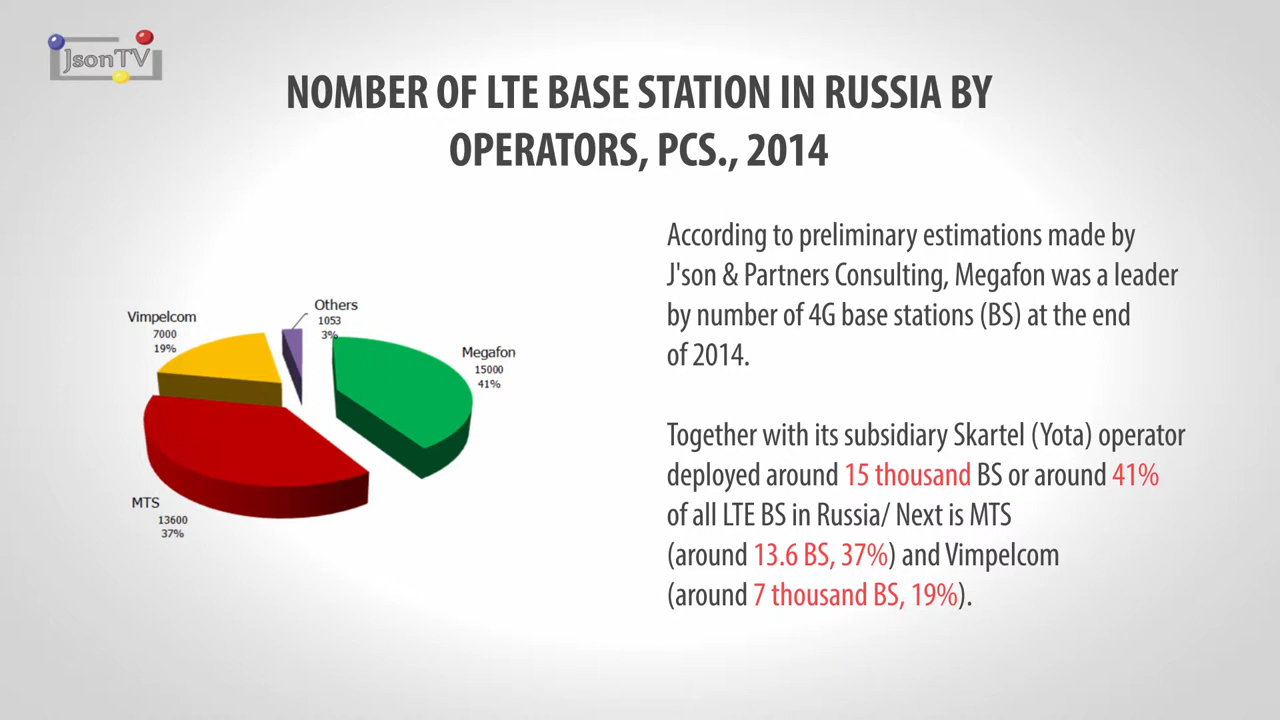 JsonTV
NOMBER OF LTE BASE STATION IN RUSSIA BY
OPERATORS, PCS., 2014
Vimpelcom
7000
19%
Others
1053
3%
Megafon
15000
41%
MTS
13600
37%
According to preliminary estimations made by
J'son & Partners Consulting, Megafon was a leader
by number of 4G base stations (BS) at the end
of 2014.
Together with its subsidiary Skartel (Yota) operator
deployed around 15 thousand BS or around 41%
of all LTE BS in Russia/ Next is MTS
(around 13.6 BS, 37%) and Vimpelcom
(around 7 thousand BS, 19%).